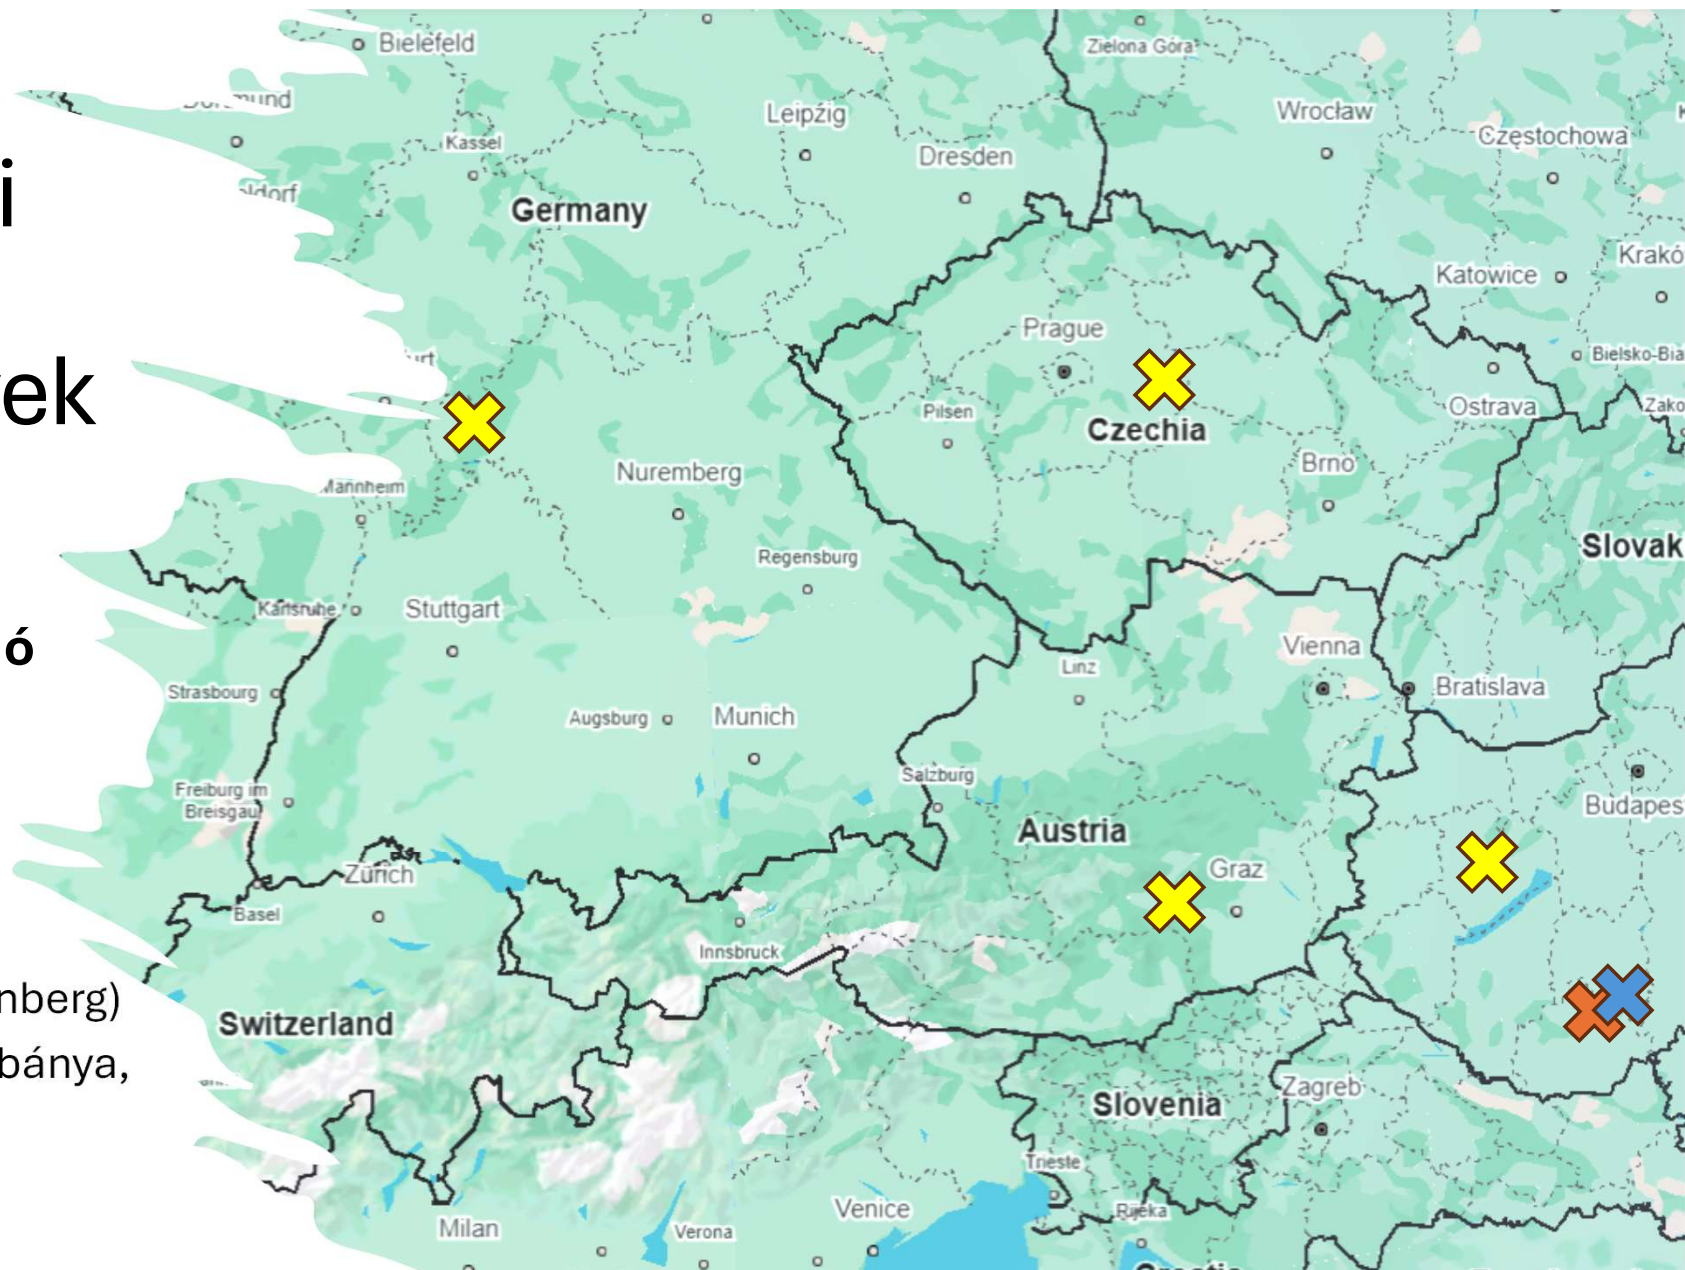 i
ek
ó
nberg)
bánya,
Bielefeld
Zielona Góra
Leipzig
Wrocław
Kassel
Częstochowa
Dresden
Germany
Krakó
Katowice
Prague
Bielsko-Bia
Pilsen
Ostrava
Zako
Czechia
Nuremberg
Brno
Mannheim
Regensburg
Slovak
Karlsruhe
Stuttgart
Vienna
Linz
Strasbourg
Augsburg
Munich
Bratislava
Salzburg
Freiburg im
Breisgau
Budapes
Austria
Zürich
Graz
Basel
Innsbruck
Switzerland
Zagreb
Slovenia
Trieste
Venice
Rijeka
Milan
Verona